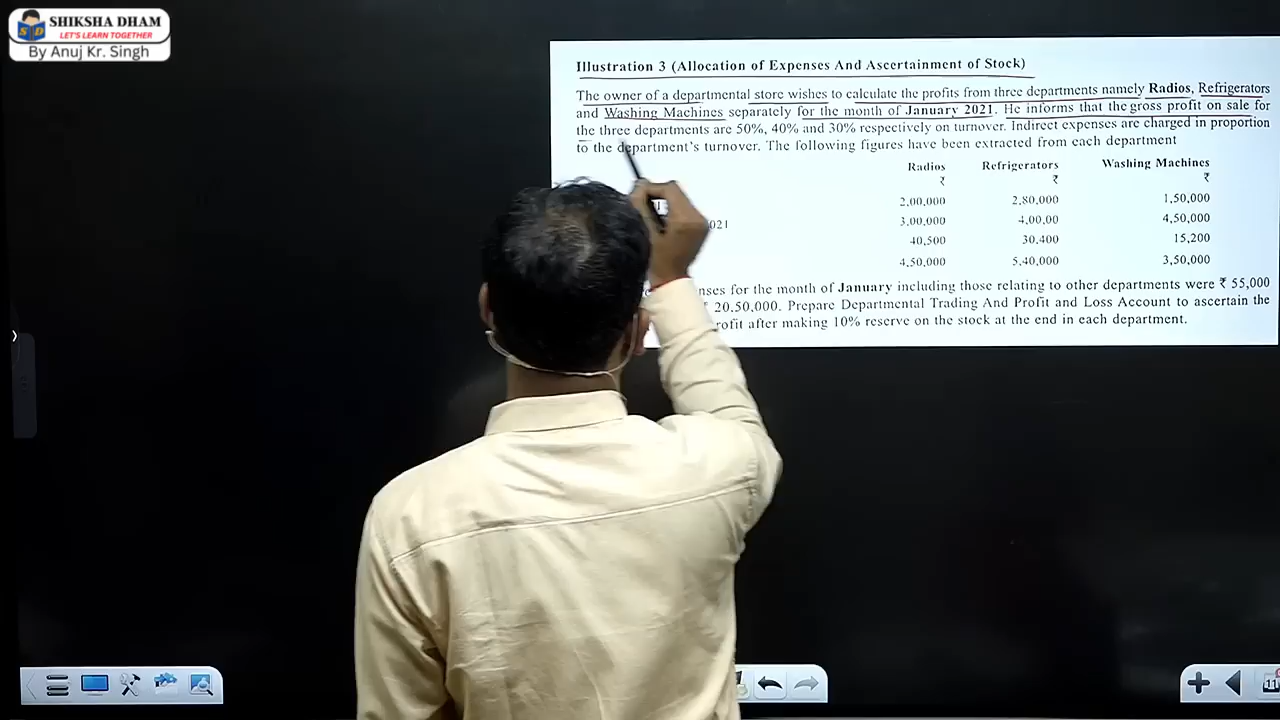 SHIKSHA DHAM
LET'S LEARN TOGETHER
By Anuj Kr. Singh
Illustration 3 (Allocation of Expenses And Ascertainment of Stock)
The owner of a departmental store wishes to calculate the profits from three departments namely Radios, Refrigerators
and Washing Machines separately for the month of January 2021. He informs that the gross profit on sale for
the three departments are 50%, 40% and 30% respectively on turnover. Indirect expenses are charged in proportion
to the department's turnover. The following figures have been extracted from each department
Radios Refrigerators Washing Machines
₹ ₹ ₹
2,00,000 2,80,000 1,50,000
021 3,00,000 4,00,00 4,50,000
40,500 30,400 15,200
4,50,000 5,40,000 3,50,000
nses for the month of January including those relating to other departments were ₹ 55,000
₹ 20,50,000. Prepare Departmental Trading And Profit and Loss Account to ascertain the
rofit after making 10% reserve on the stock at the end in each department.